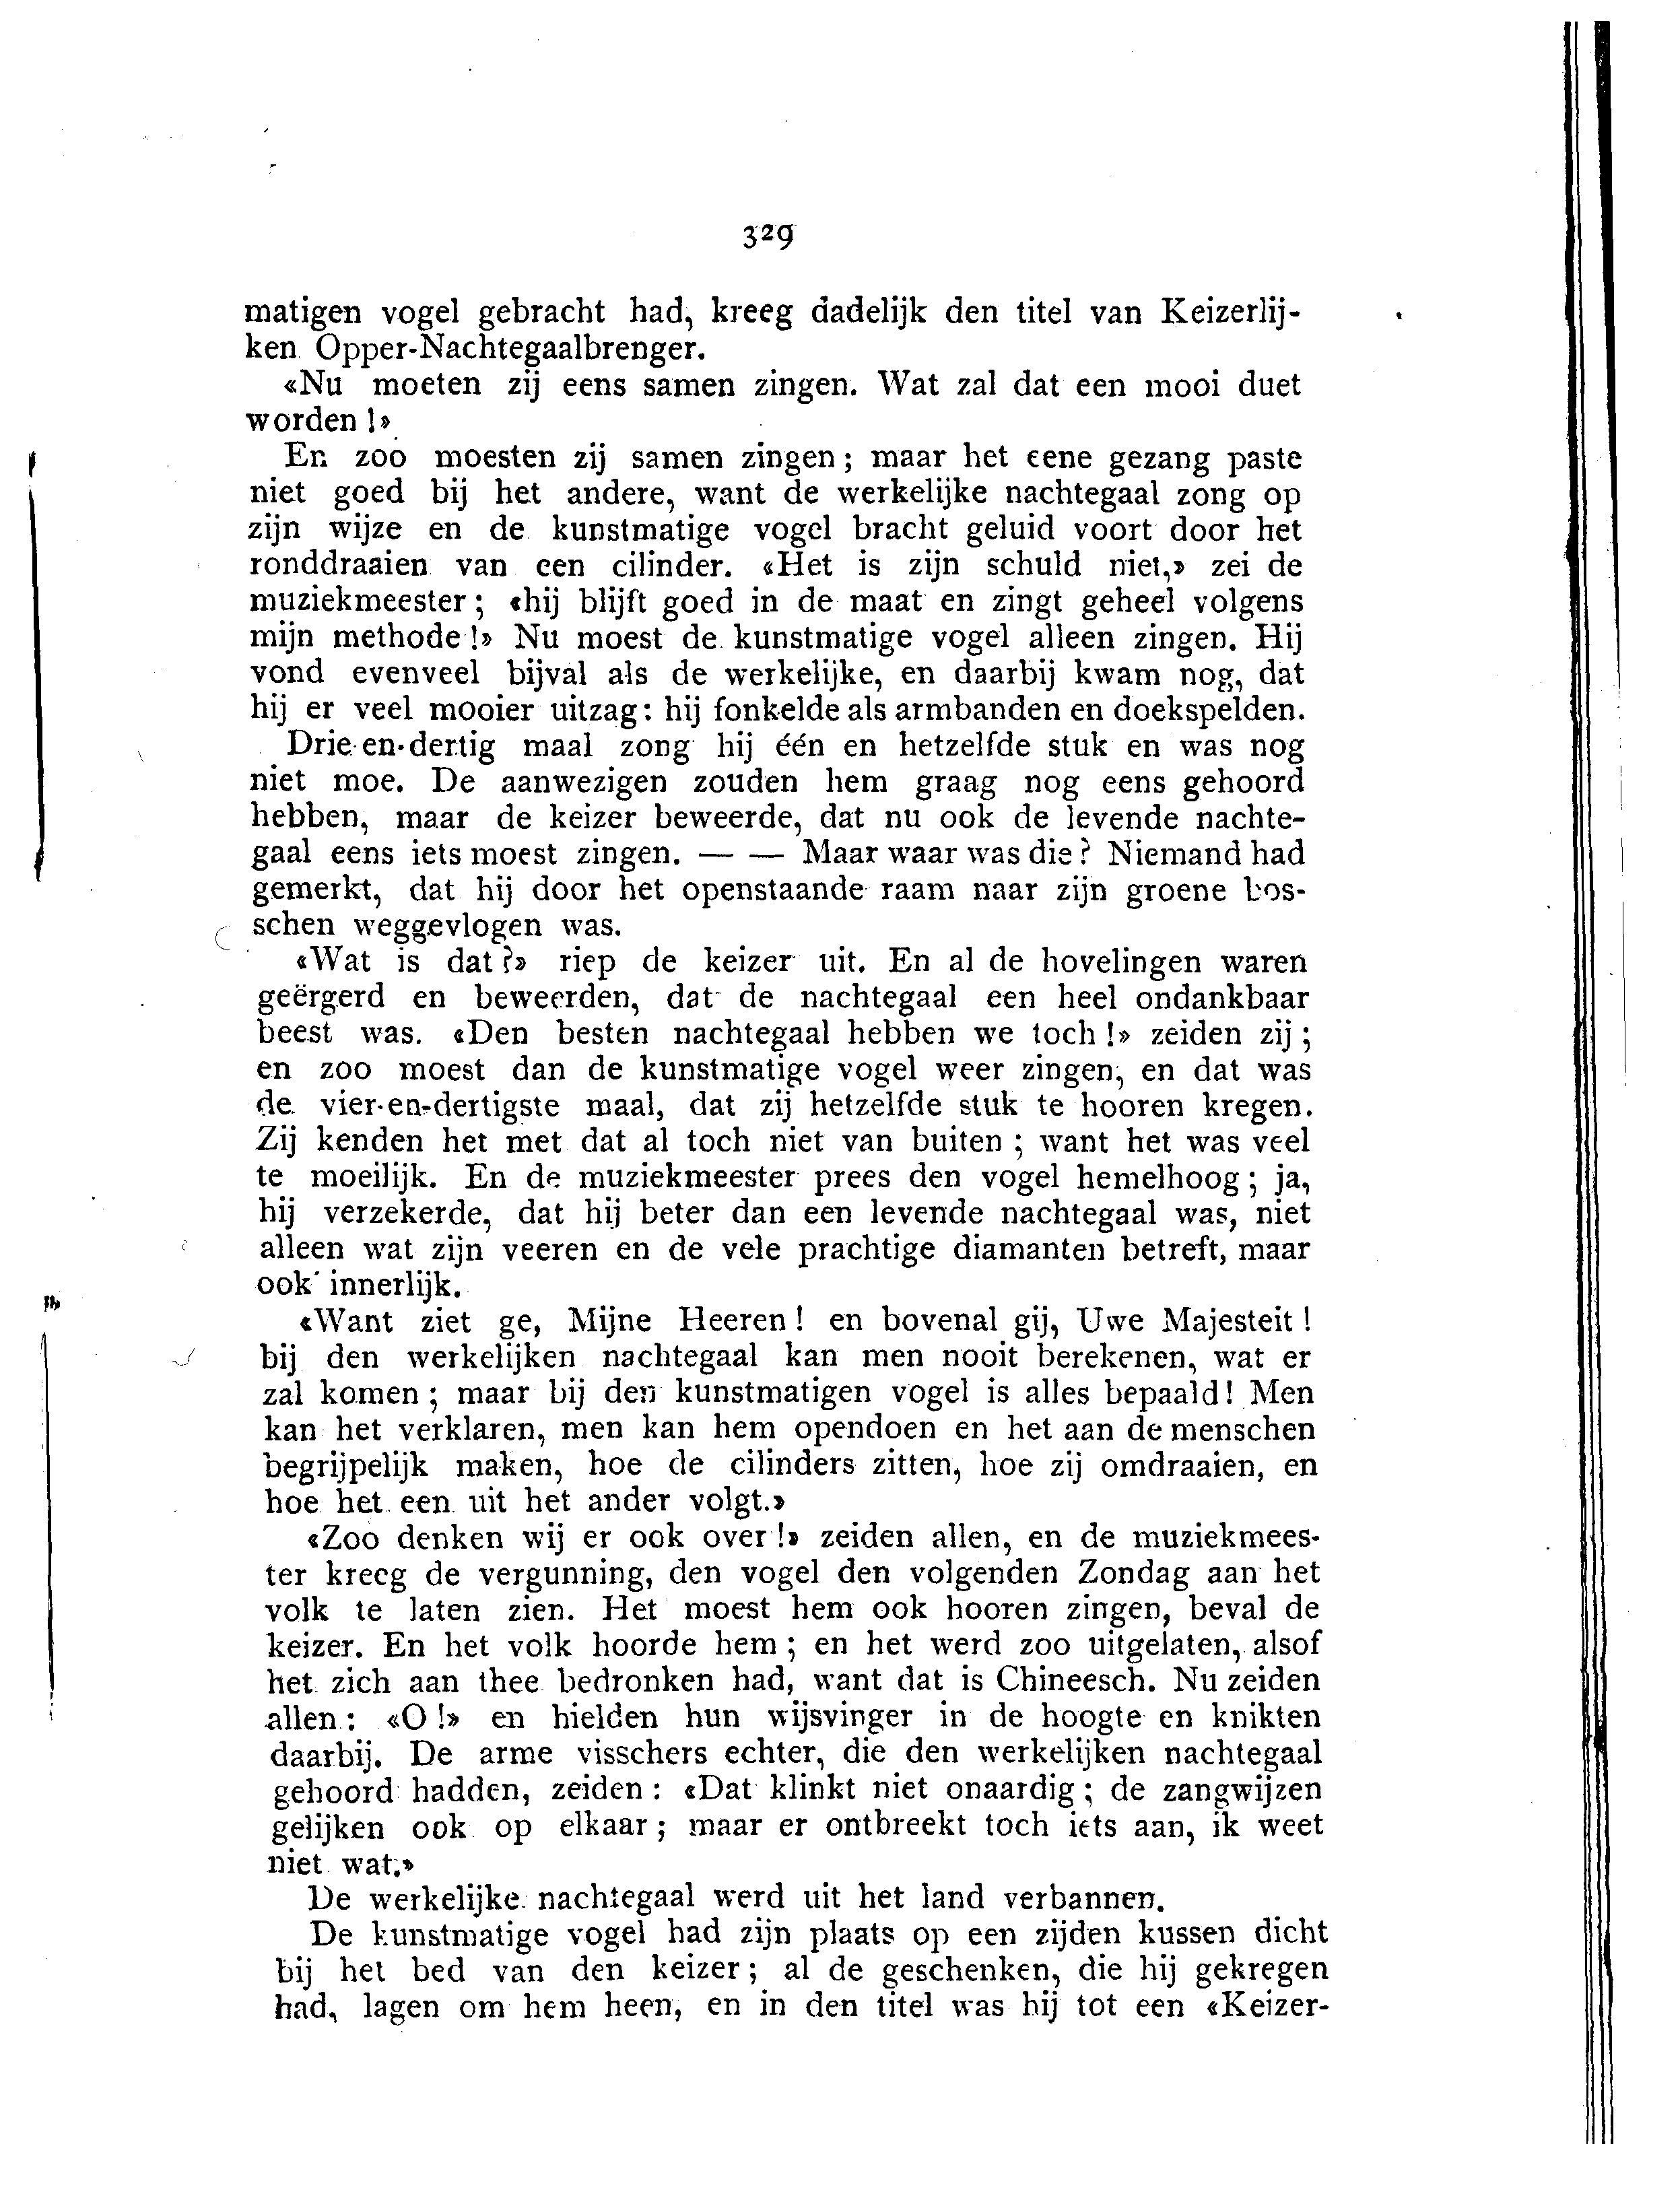 329
matigen vogel gebracht had, kreeg dadelijk den titel van Keizerlij-
ken Opper-Nachtegaalbrenger.
«Nu moeten zij eens samen zingen. Wat zal dat een mooi duet
worden!»
En zoo moesten zij samen zingen; maar het eene gezang paste
niet goed bij het andere, want de werkelijke nachtegaal zong op
zijn wijze en de kunstmatige vogel bracht geluid voort door het
ronddraaien van een cilinder. «Het is zijn schuld niet,» zei de
muziekmeester; «hij blijft goed in de maat en zingt geheel volgens
mijn methode!» Nu moest de kunstmatige vogel alleen zingen. Hij
vond evenveel bijval als de werkelijke, en daarbij kwam nog, dat
hij er veel mooier uitzag: hij fonkelde als armbanden en doekspelden.
Drie-en-dertig maal zong hij één en hetzelfde stuk en was nog
niet moe. De aanwezigen zouden hem graag nog eens gehoord
hebben, maar de keizer beweerde, dat nu ook de levende nachte-
gaal eens iets moest zingen. — — Maar waar was die? Niemand had
gemerkt, dat hij door het openstaande raam naar zijn groene bos-
schen weggevlogen was.
«Wat is dat?» riep de keizer uit. En al de hovelingen waren
geërgerd en beweerden, dat de nachtegaal een heel ondankbaar
beest was. «Den besten nachtegaal hebben we toch!» zeiden zij;
en zoo moest dan de kunstmatige vogel weer zingen, en dat was
de vier-en-dertigste maal, dat zij hetzelfde stuk te hooren kregen.
Zij kenden het met dat al toch niet van buiten; want het was veel
te moeilijk. En de muziekmeester prees den vogel hemelhoog; ja,
hij verzekerde, dat hij beter dan een levende nachtegaal was, niet
alleen wat zijn veeren en de vele prachtige diamanten betreft, maar
ook innerlijk.
«Want ziet ge, Mijne Heeren! en bovenal gij, Uwe Majesteit!
bij den werkelijken nachtegaal kan men nooit berekenen, wat er
zal komen; maar bij den kunstmatigen vogel is alles bepaald! Men
kan het verklaren, men kan hem opendoen en het aan de menschen
begrijpelijk maken, hoe de cilinders zitten, hoe zij omdraaien, en
hoe het een uit het ander volgt.»
«Zoo denken wij er ook over!» zeiden allen, en de muziekmees-
ter kreeg de vergunning, den vogel den volgenden Zondag aan het
volk te laten zien. Het moest hem ook hooren zingen, beval de
keizer. En het volk hoorde hem; en het werd zoo uitgelaten, alsof
het zich aan thee bedronken had, want dat is Chineesch. Nu zeiden
allen: «O!» en hielden hun wijsvinger in de hoogte en knikten
daarbij. De arme visschers echter, die den werkelijken nachtegaal
gehoord hadden, zeiden: «Dat klinkt niet onaardig; de zangwijzen
gelijken ook op elkaar; maar er ontbreekt toch iets aan, ik weet
niet wat.»
De werkelijke nachtegaal werd uit het land verbannen.
De kunstmatige vogel had zijn plaats op een zijden kussen dicht
bij het bed van den keizer; al de geschenken, die hij gekregen
had, lagen om hem heen, en in den titel was hij tot een «Keizer-